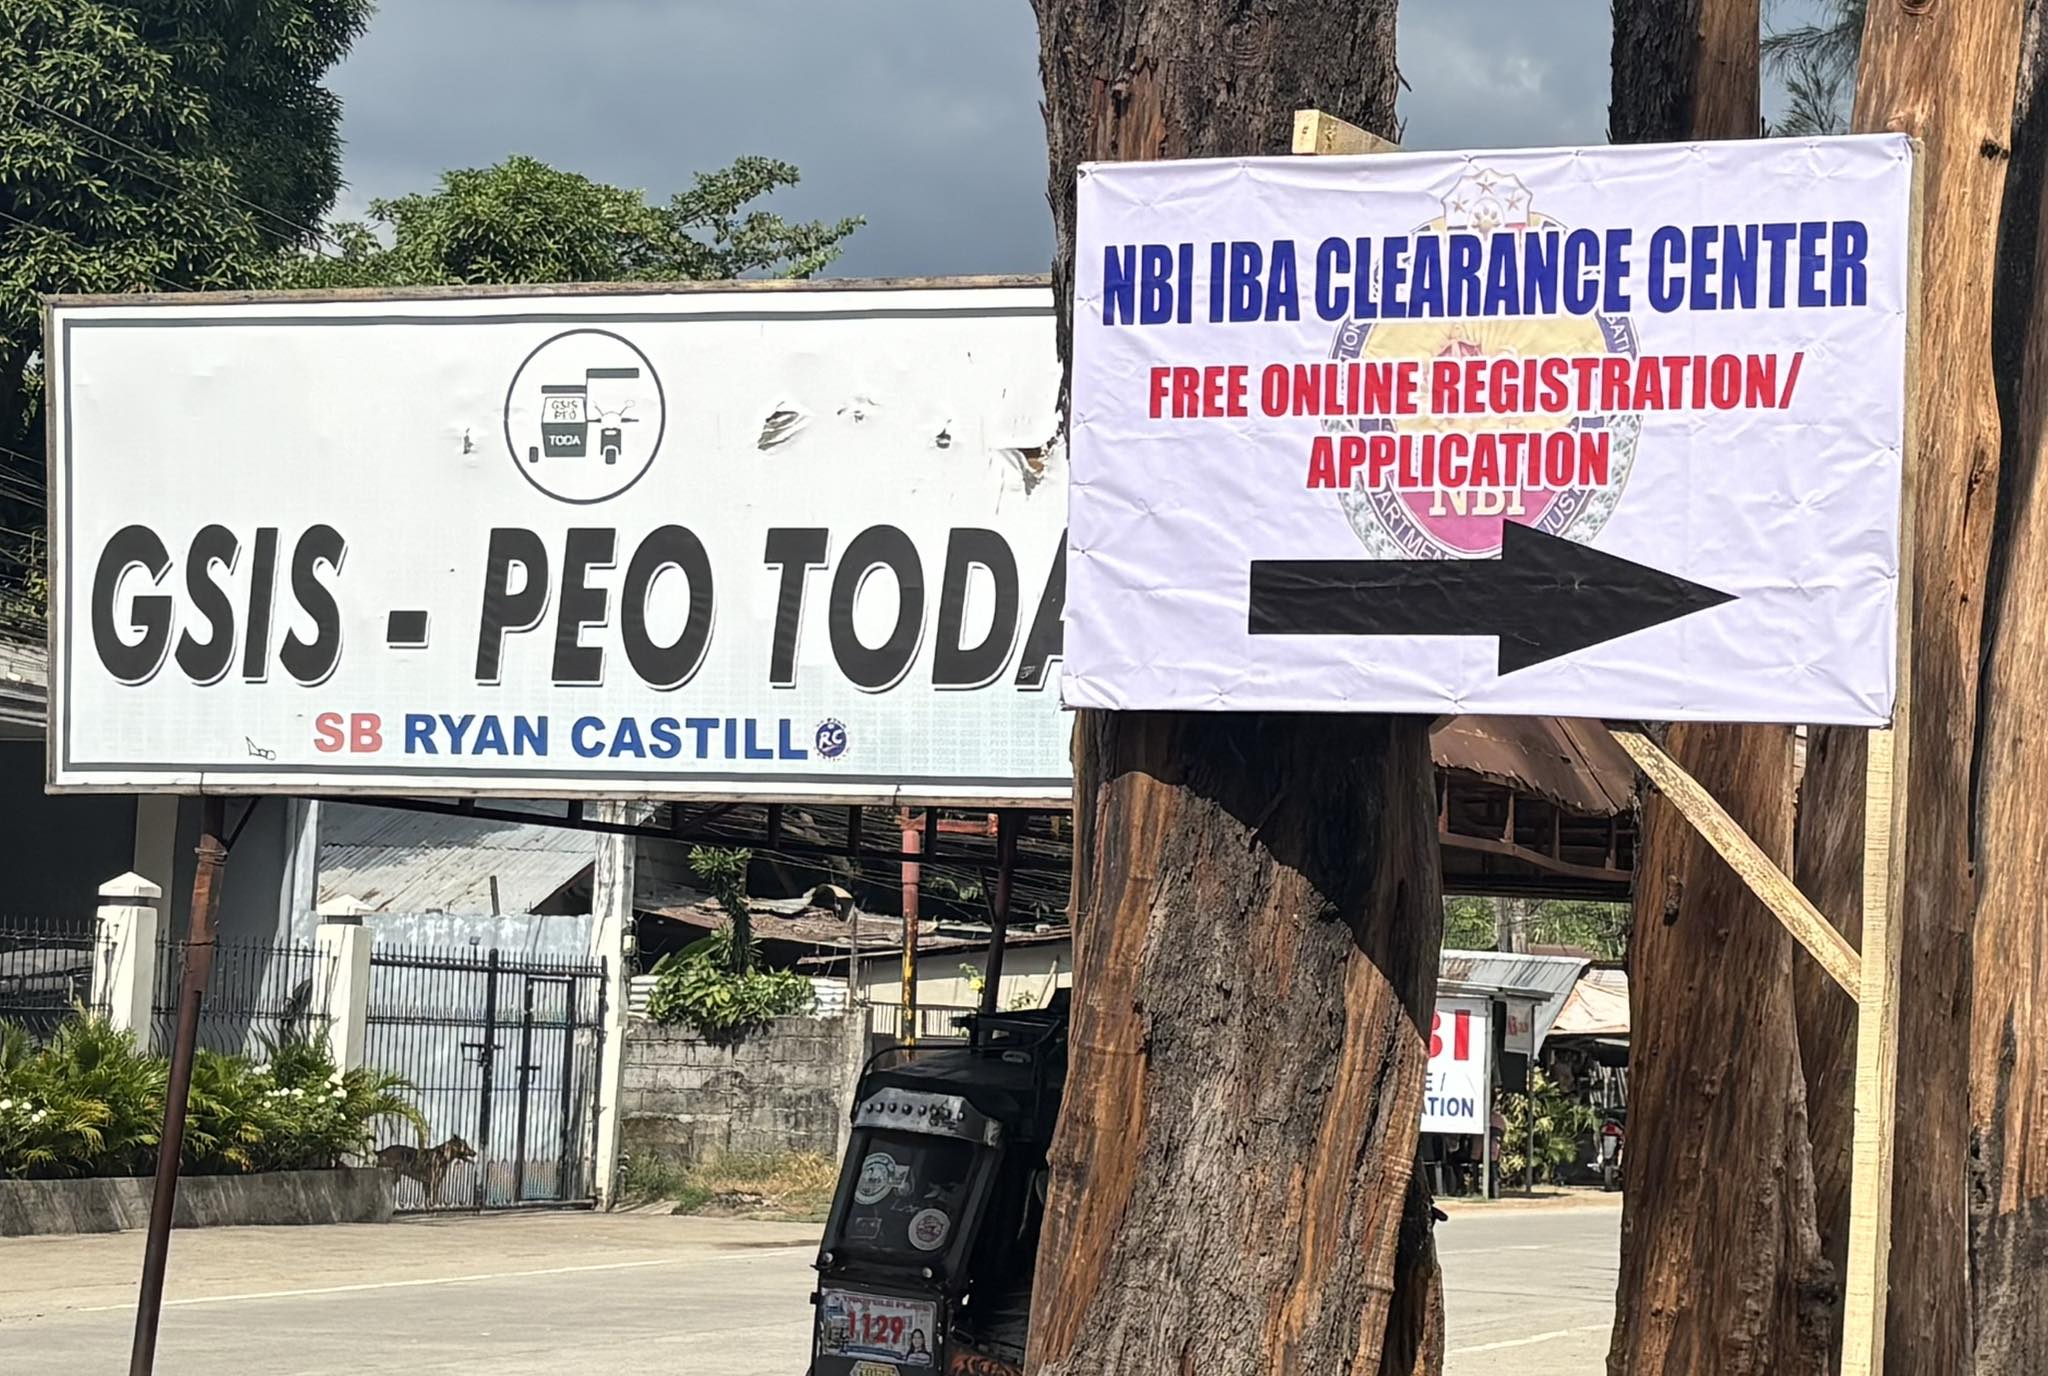 GSIS
PEO
TODA
GSIS - PEO TODA
SB RYAN CASTILLO
RC
NBI IBA CLEARANCE CENTER
FREE ONLINE REGISTRATION/
APPLICATION
NBI
BI
E /
ATION
1129